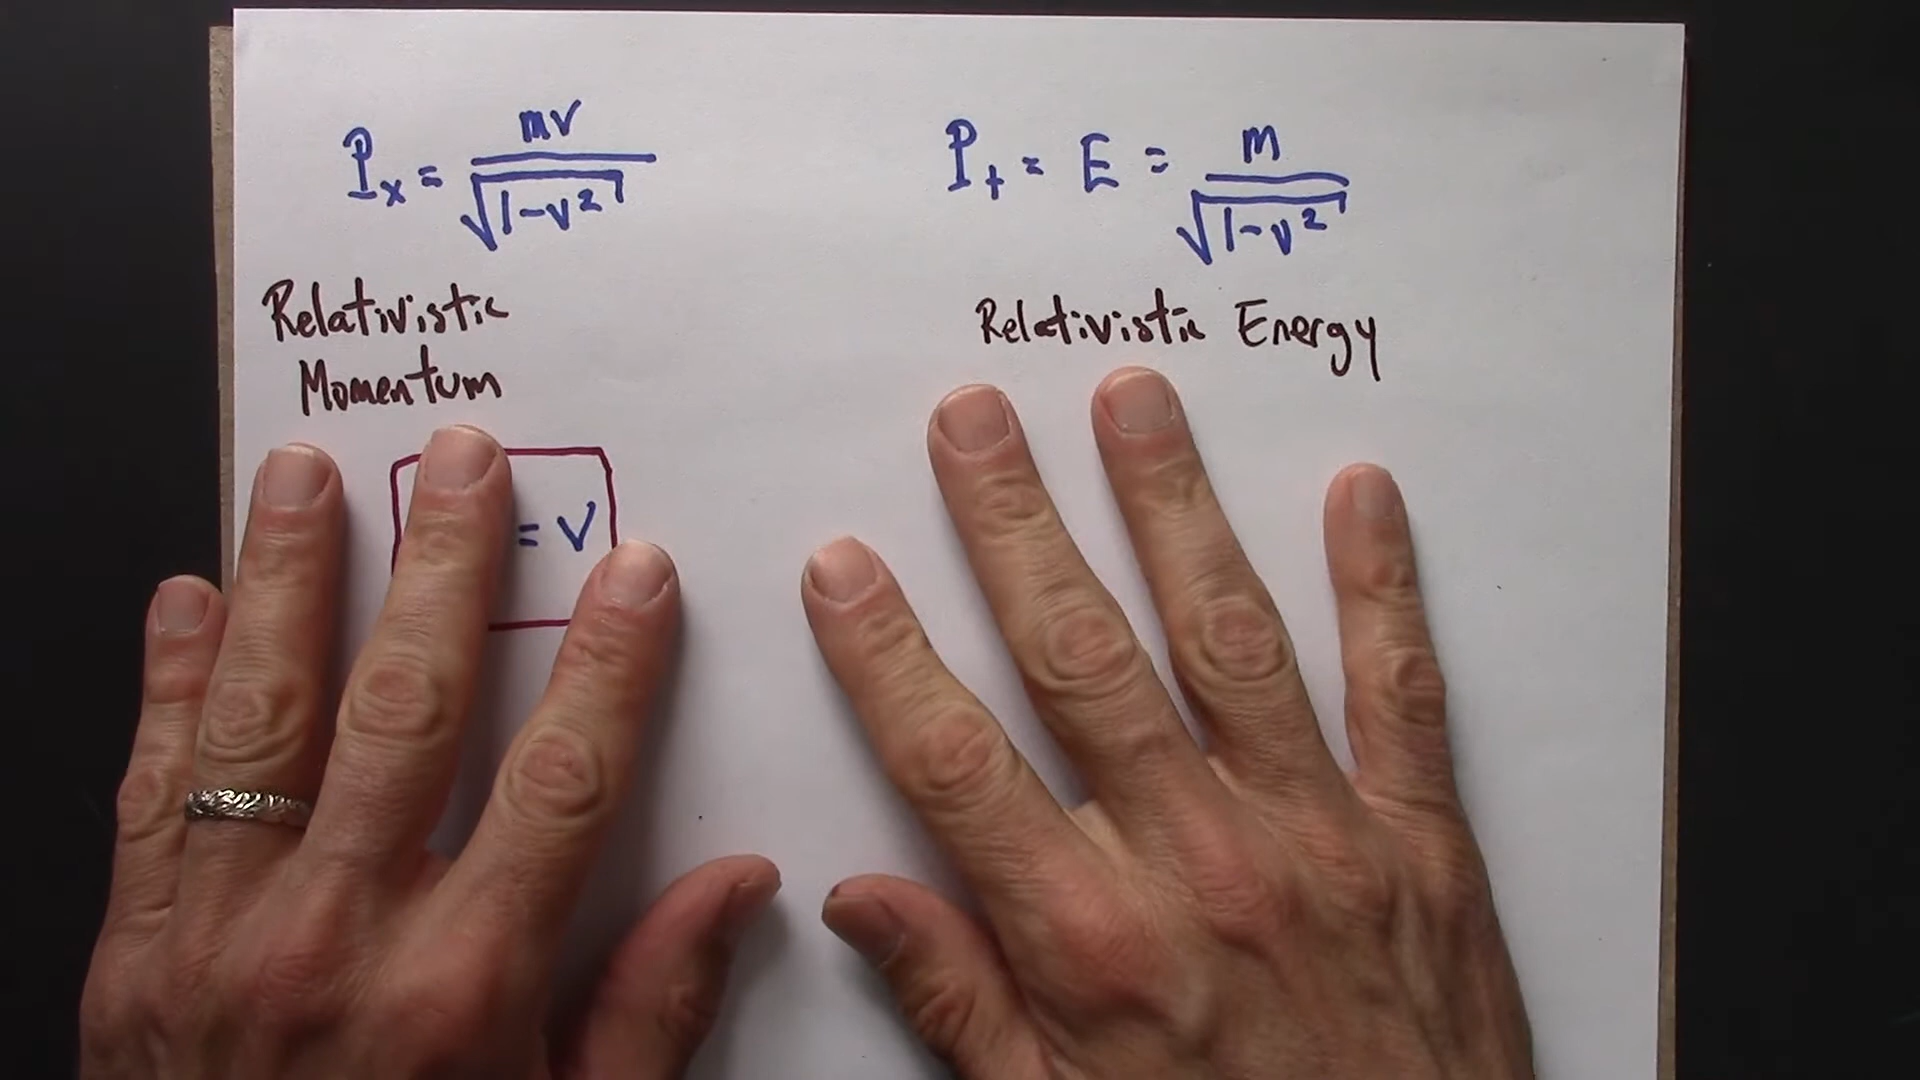 Pₓ = mv / √(1-v²)
Pₜ = E = m / √(1-v²)
Relativistic
Momentum
Relativistic Energy
= v